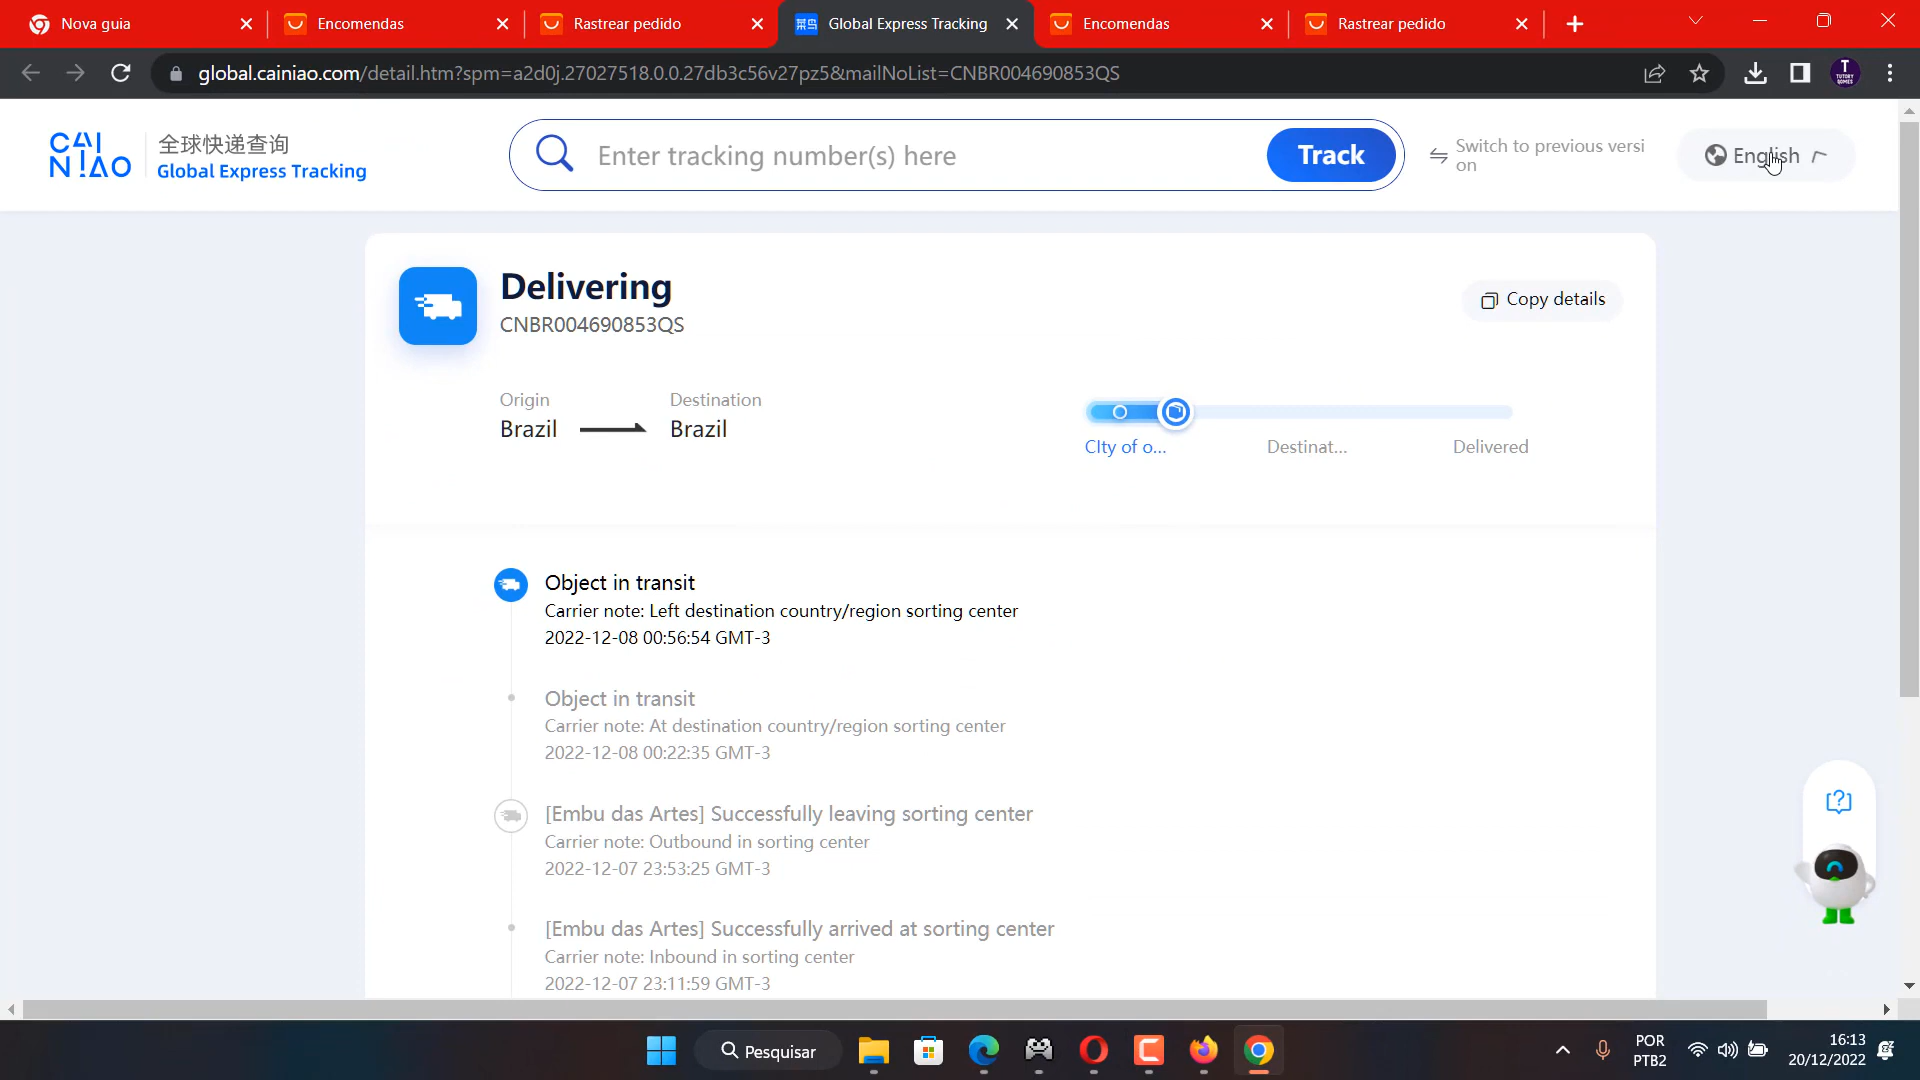 Nova guia
Encomendas
Rastrear pedido
Global Express Tracking
Encomendas
Rastrear pedido
global.cainiao.com/detail.htm?spm=a2d0j.27027518.0.0.27db3c56v27pz5&mailNoList=CNBR004690853QS
T
CAI
NIAO
全球快递查询
Global Express Tracking
Enter tracking number(s) here
Track
Switch to previous versi
on
English
Delivering
CNBR004690853QS
Copy details
Origin
Destination
Brazil
Brazil
CIty of o...
Destinat...
Delivered
Object in transit
Carrier note: Left destination country/region sorting center
2022-12-08 00:56:54 GMT-3
Object in transit
Carrier note: At destination country/region sorting center
2022-12-08 00:22:35 GMT-3
[Embu das Artes] Successfully leaving sorting center
Carrier note: Outbound in sorting center
2022-12-07 23:53:25 GMT-3
[Embu das Artes] Successfully arrived at sorting center
Carrier note: Inbound in sorting center
2022-12-07 23:11:59 GMT-3
Pesquisar
POR
PTB2
16:13
20/12/2022